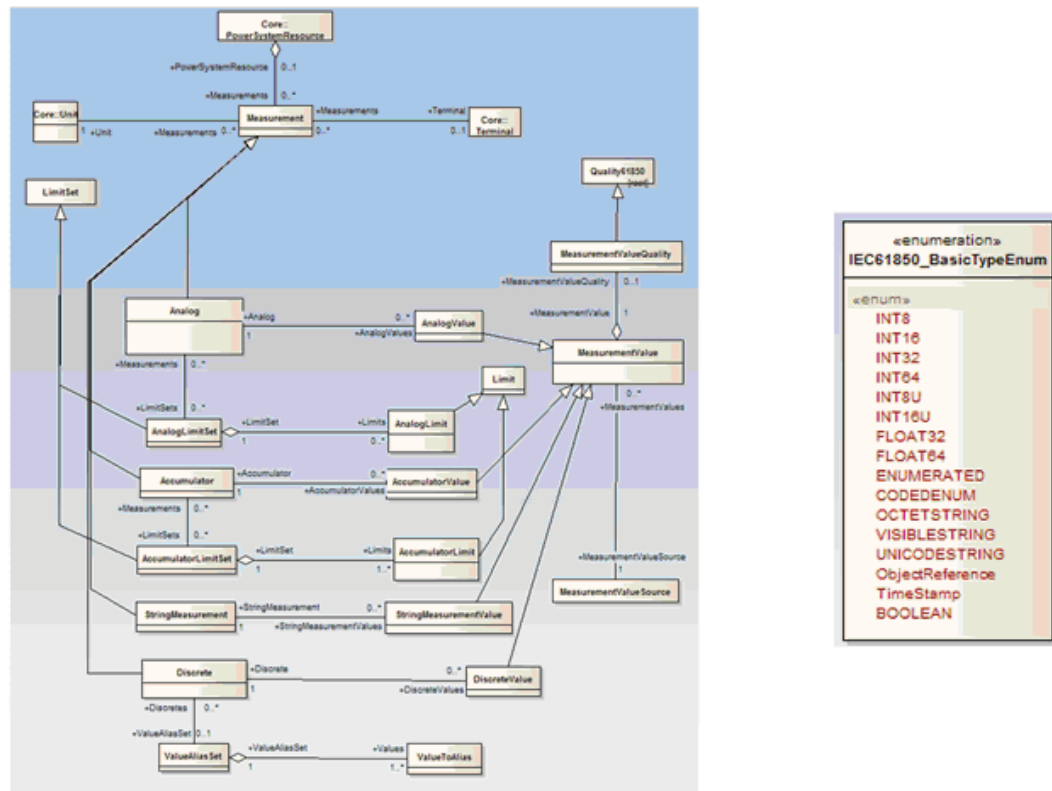 Core::
PowerSystemResource
+PowerSystemResource 0..1
+Measurements 0..*
Core::Unit
1 +Unit
+Measurements 0..*
Measurement
+Measurements
0..*
+Terminal
0..1
Core::
Terminal
LimitSet
Quality61850
[root]
MeasurementValueQuality
+MeasurementValueQuality 0..1
+MeasurementValue 1
Analog
+Analog
1
0..*
+AnalogValues
AnalogValue
MeasurementValue
0..*
+MeasurementValues
+Measurements 0..*
+LimitSets 0..*
Limit
AnalogLimitSet
+LimitSet
1
+Limits
0..*
AnalogLimit
Accumulator
+Accumulator
1
0..*
+AccumulatorValues
AccumulatorValue
+Measurements 0..*
+LimitSets 0..*
AccumulatorLimitSet
+LimitSet
1
+Limits
1..*
AccumulatorLimit
+MeasurementValueSource
1
MeasurementValueSource
StringMeasurement
+StringMeasurement
1
0..*
+StringMeasurementValues
StringMeasurementValue
Discrete
+Discrete
1
0..*
+DiscreteValues
DiscreteValue
+Discretes 0..*
+ValueAliasSet 0..1
ValueAliasSet
+ValueAliasSet
1
+Values
1..*
ValueToAlias
«enumeration»
IEC61850_BasicTypeEnum
«enum»
INT8
INT16
INT32
INT64
INT8U
INT16U
FLOAT32
FLOAT64
ENUMERATED
CODEDENUM
OCTETSTRING
VISIBLESTRING
UNICODESTRING
ObjectReference
TimeStamp
BOOLEAN